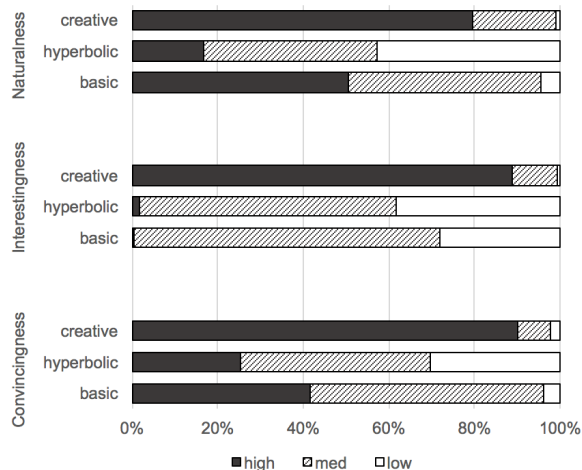 Naturalness
creative
hyperbolic
basic
Interestingness
creative
hyperbolic
basic
Convincingness
creative
hyperbolic
basic
0% 20% 40% 60% 80% 100%
high med low